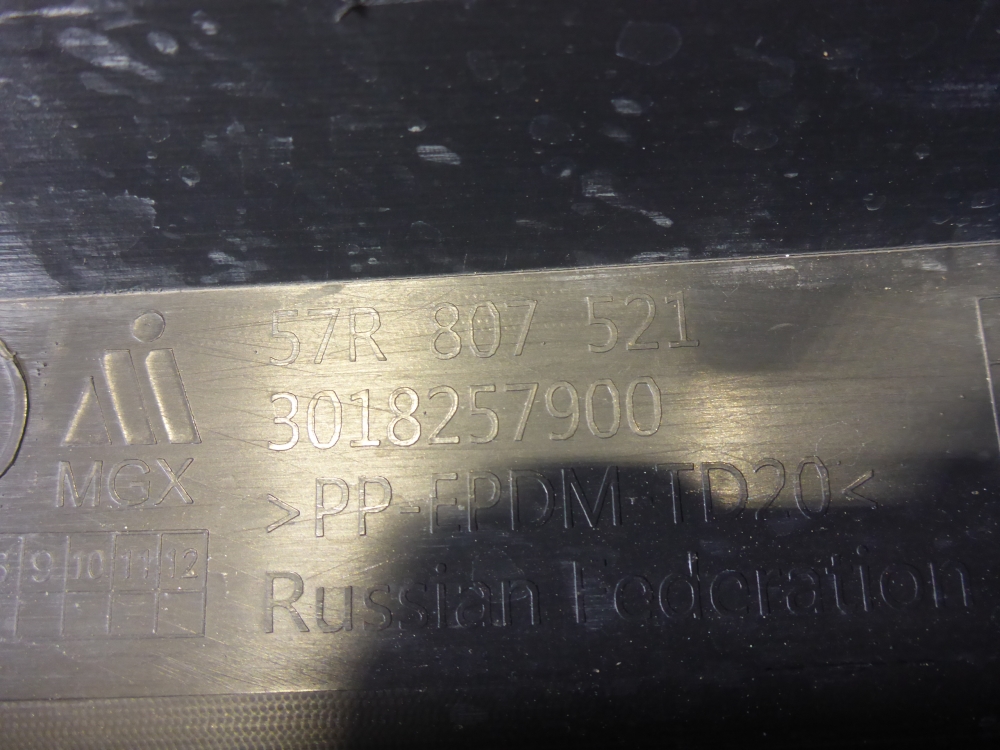 57R 807 521
3018257900
MGX
>PP-EPDM-TD20<
9 10 11 12
Russian Federation